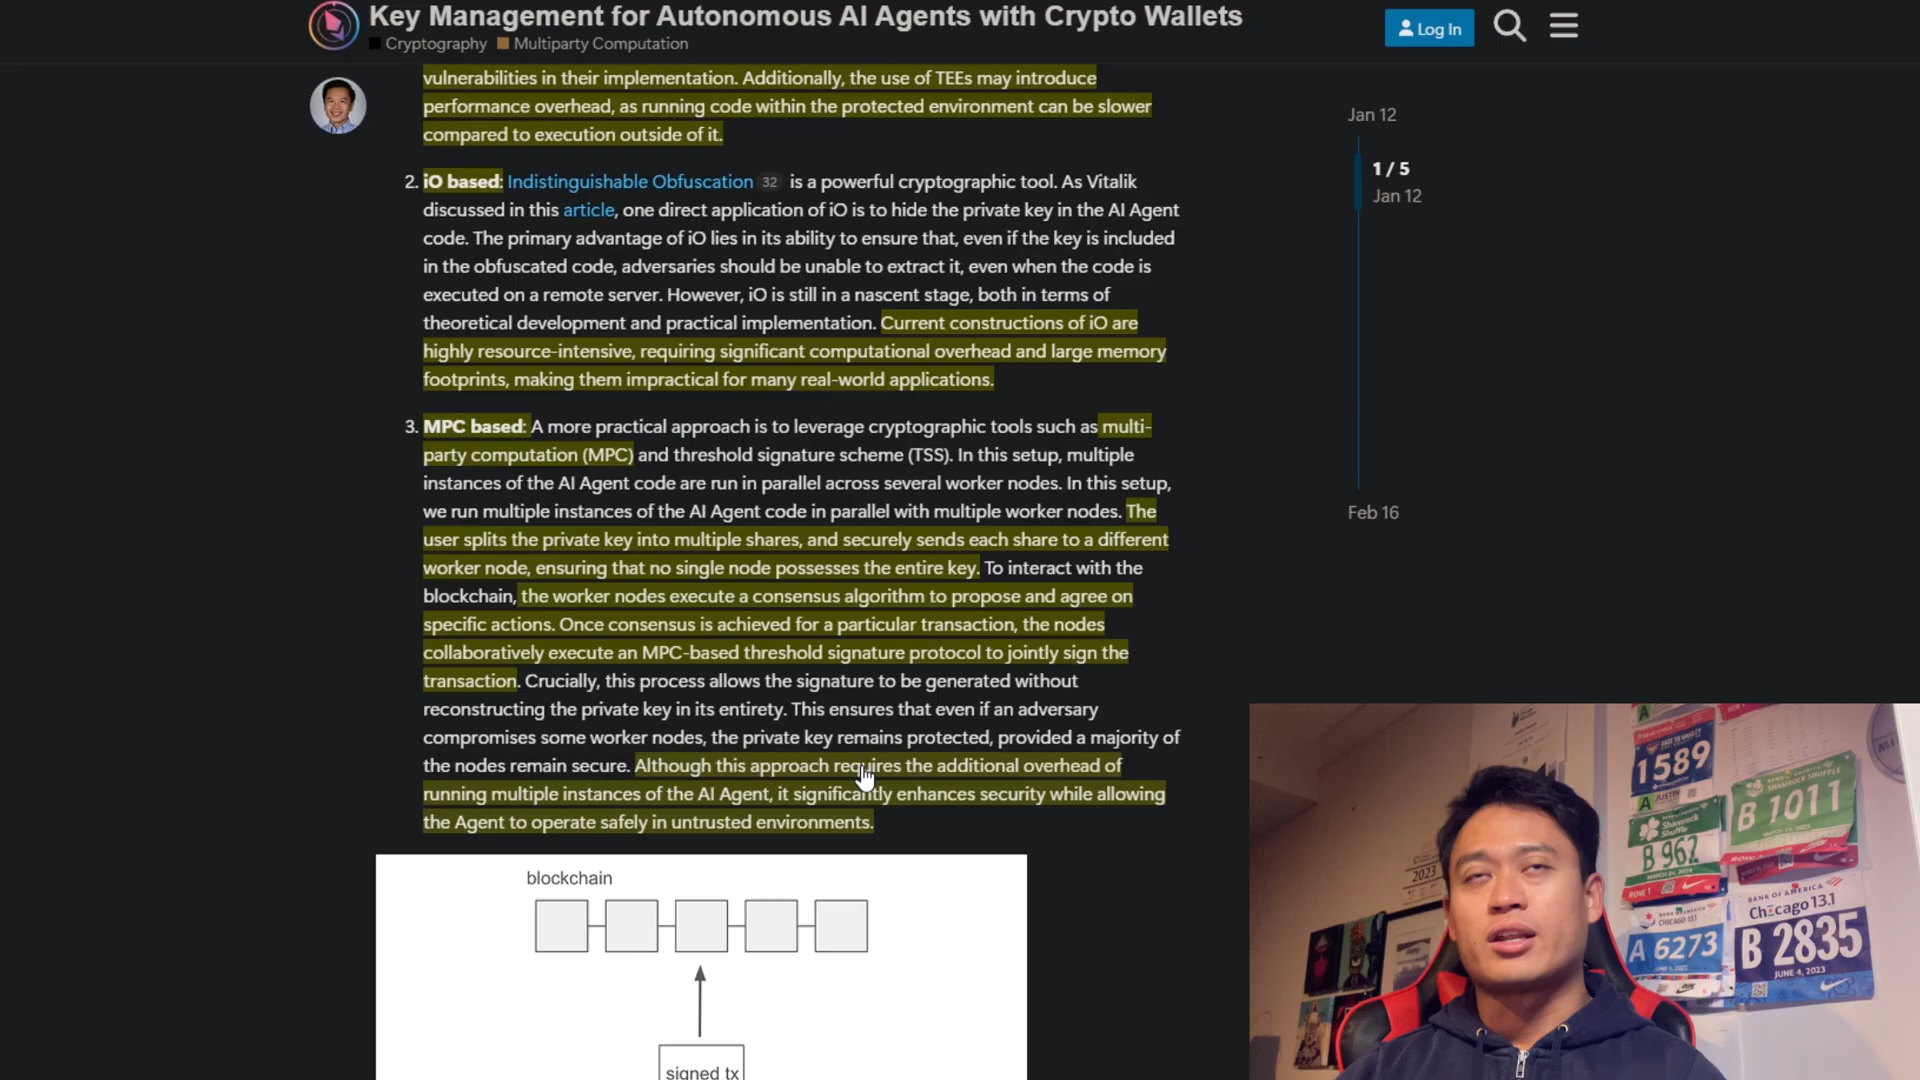 Key Management for Autonomous AI Agents with Crypto Wallets
Cryptography Multiparty Computation
Log In
vulnerabilities in their implementation. Additionally, the use of TEEs may introduce
performance overhead, as running code within the protected environment can be slower
compared to execution outside of it.
2. iO based: Indistinguishable Obfuscation 32 is a powerful cryptographic tool. As Vitalik
discussed in this article, one direct application of iO is to hide the private key in the AI Agent
code. The primary advantage of iO lies in its ability to ensure that, even if the key is included
in the obfuscated code, adversaries should be unable to extract it, even when the code is
executed on a remote server. However, iO is still in a nascent stage, both in terms of
theoretical development and practical implementation. Current constructions of iO are
highly resource-intensive, requiring significant computational overhead and large memory
footprints, making them impractical for many real-world applications.
3. MPC based: A more practical approach is to leverage cryptographic tools such as multi-
party computation (MPC) and threshold signature scheme (TSS). In this setup, multiple
instances of the AI Agent code are run in parallel across several worker nodes. In this setup,
we run multiple instances of the AI Agent code in parallel with multiple worker nodes. The
user splits the private key into multiple shares, and securely sends each share to a different
worker node, ensuring that no single node possesses the entire key. To interact with the
blockchain, the worker nodes execute a consensus algorithm to propose and agree on
specific actions. Once consensus is achieved for a particular transaction, the nodes
collaboratively execute an MPC-based threshold signature protocol to jointly sign the
transaction. Crucially, this process allows the signature to be generated without
reconstructing the private key in its entirety. This ensures that even if an adversary
compromises some worker nodes, the private key remains protected, provided a majority of
the nodes remain secure. Although this approach requires the additional overhead of
running multiple instances of the AI Agent, it significantly enhances security while allowing
the Agent to operate safely in untrusted environments.
blockchain
signed tx
Jan 12
1 / 5
Jan 12
Feb 16
A
1589
A JUSTIN
Shamrock
Shuffle
B 962
ROW 1
BANK OF AMERICA
SHAMROCK SHUFFLE
B 1011
2023
CHICAGO 13.1
A 6273
BANK OF AMERICA
Chicago 13.1
B 2835
JUNE 4, 2023